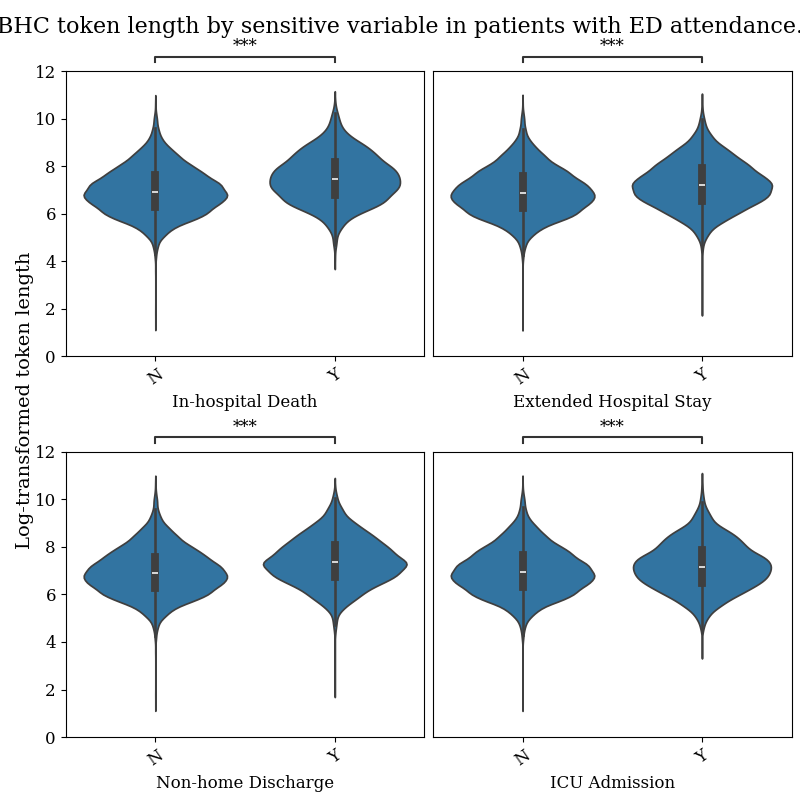 BHC token length by sensitive variable in patients with ED attendance.
*** ***
12
10
8
6
4
2
0
N Y N Y
In-hospital Death Extended Hospital Stay
Log-transformed token length
*** ***
12
10
8
6
4
2
0
N Y N Y
Non-home Discharge ICU Admission